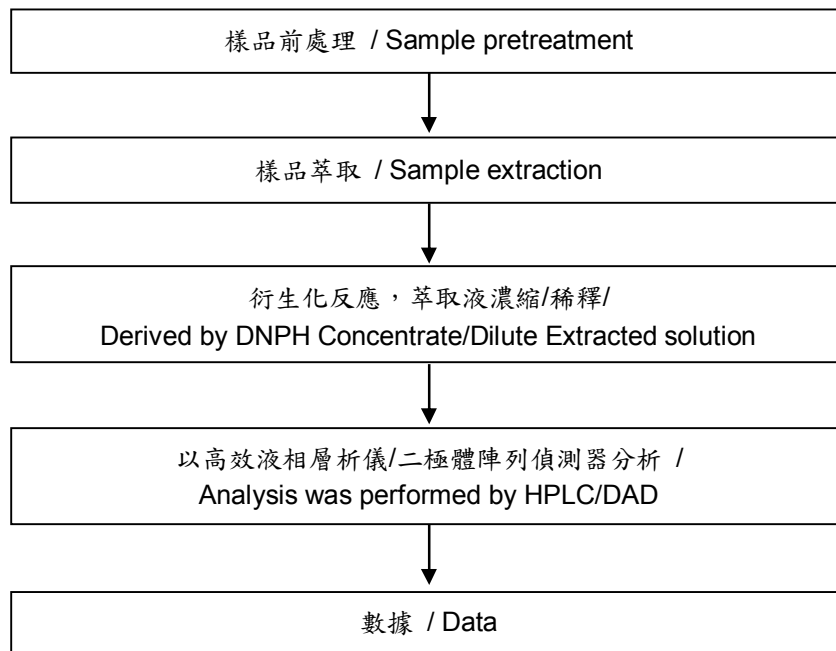 樣品前處理 / Sample pretreatment
樣品萃取 / Sample extraction
衍生化反應，萃取液濃縮/稀釋/
Derived by DNPH Concentrate/Dilute Extracted solution
以高效液相層析儀/二極體陣列偵測器分析 /
Analysis was performed by HPLC/DAD
數據 / Data